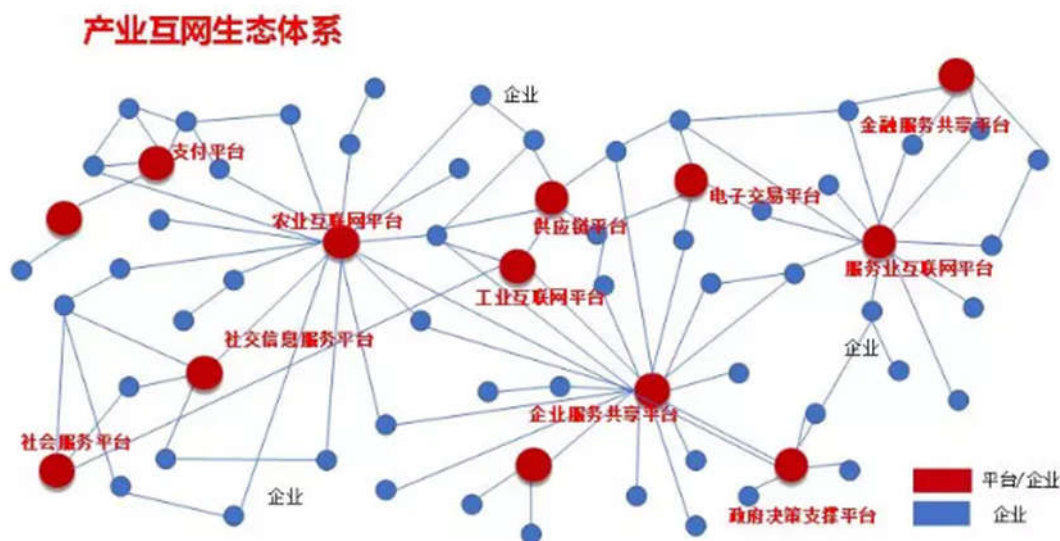 产业互网生态体系
企业
金融服务共享平台
支付平台
电子交易平台
农业互联网平台
供应链平台
服务业互联网平台
工业互联网平台
社交信息服务平台
企业
企业服务共享平台
社会服务平台
企业
政府决策支撑平台
平台/企业
企业